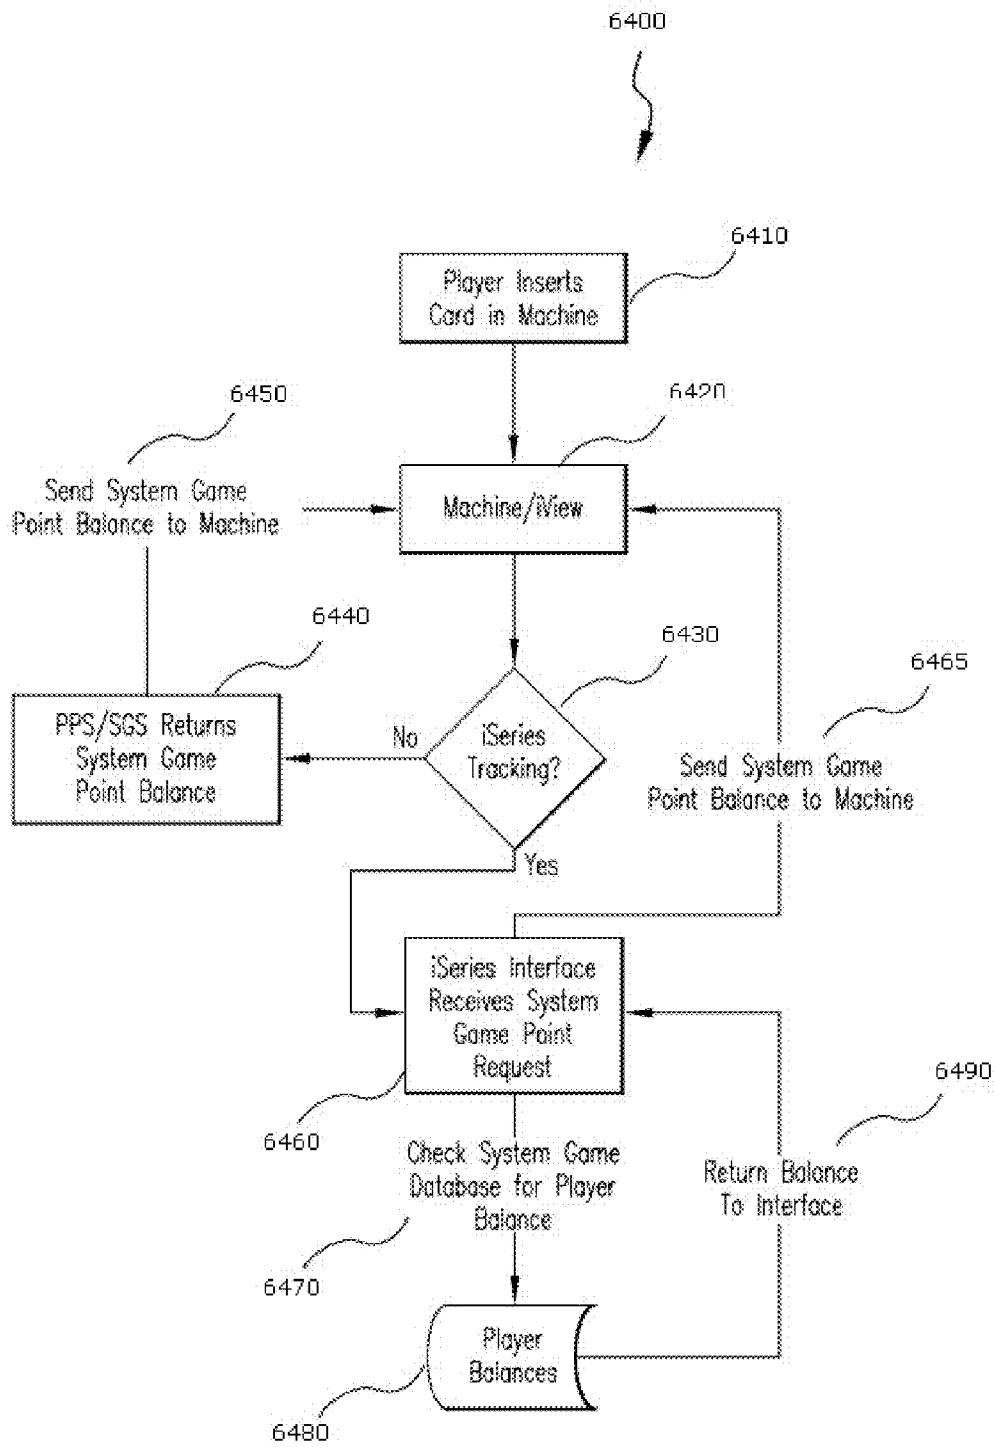 6400
6410
Player Inserts
Card in Machine
6450
6420
Send System Game
Point Balance to Machine
Machine/iView
6440
6430
6465
PPS/SGS Returns
System Game
Point Balance
No
iSeries
Tracking?
Send System Game
Point Balance to Machine
Yes
iSeries Interface
Receives System
Game Point
Request
6490
6460
Check System Game
Database for Player
Balance
Return Balance
To Interface
6470
Player
Balances
6480